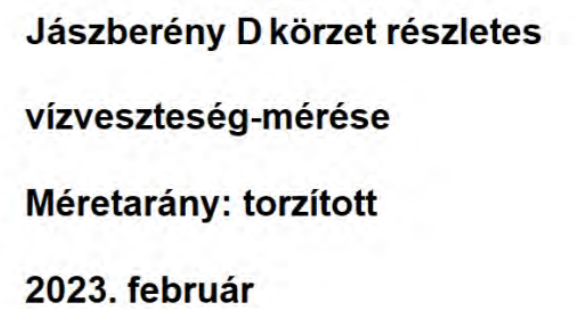 Jászberény D körzet részletes
vízveszteség-mérése
Méretarány: torzított
2023. február